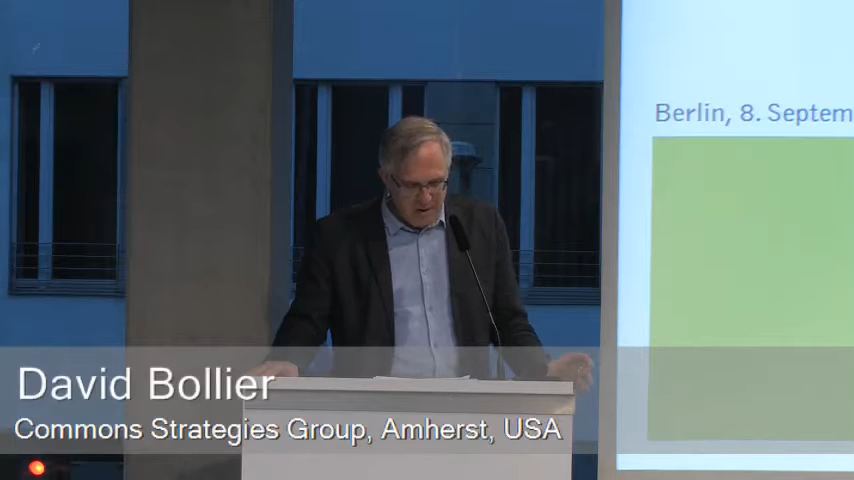 Berlin, 8. Septem
David Bollier
Commons Strategies Group, Amherst, USA